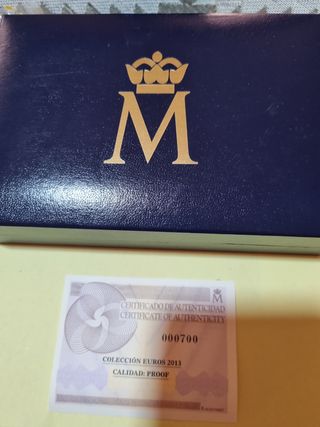 M
M
CERTIFICADO DE AUTENTICIDAD
CERTIFICATE OF AUTHENTICITY
000700
COLECCIÓN EUROS 2013
CALIDAD: PROOF